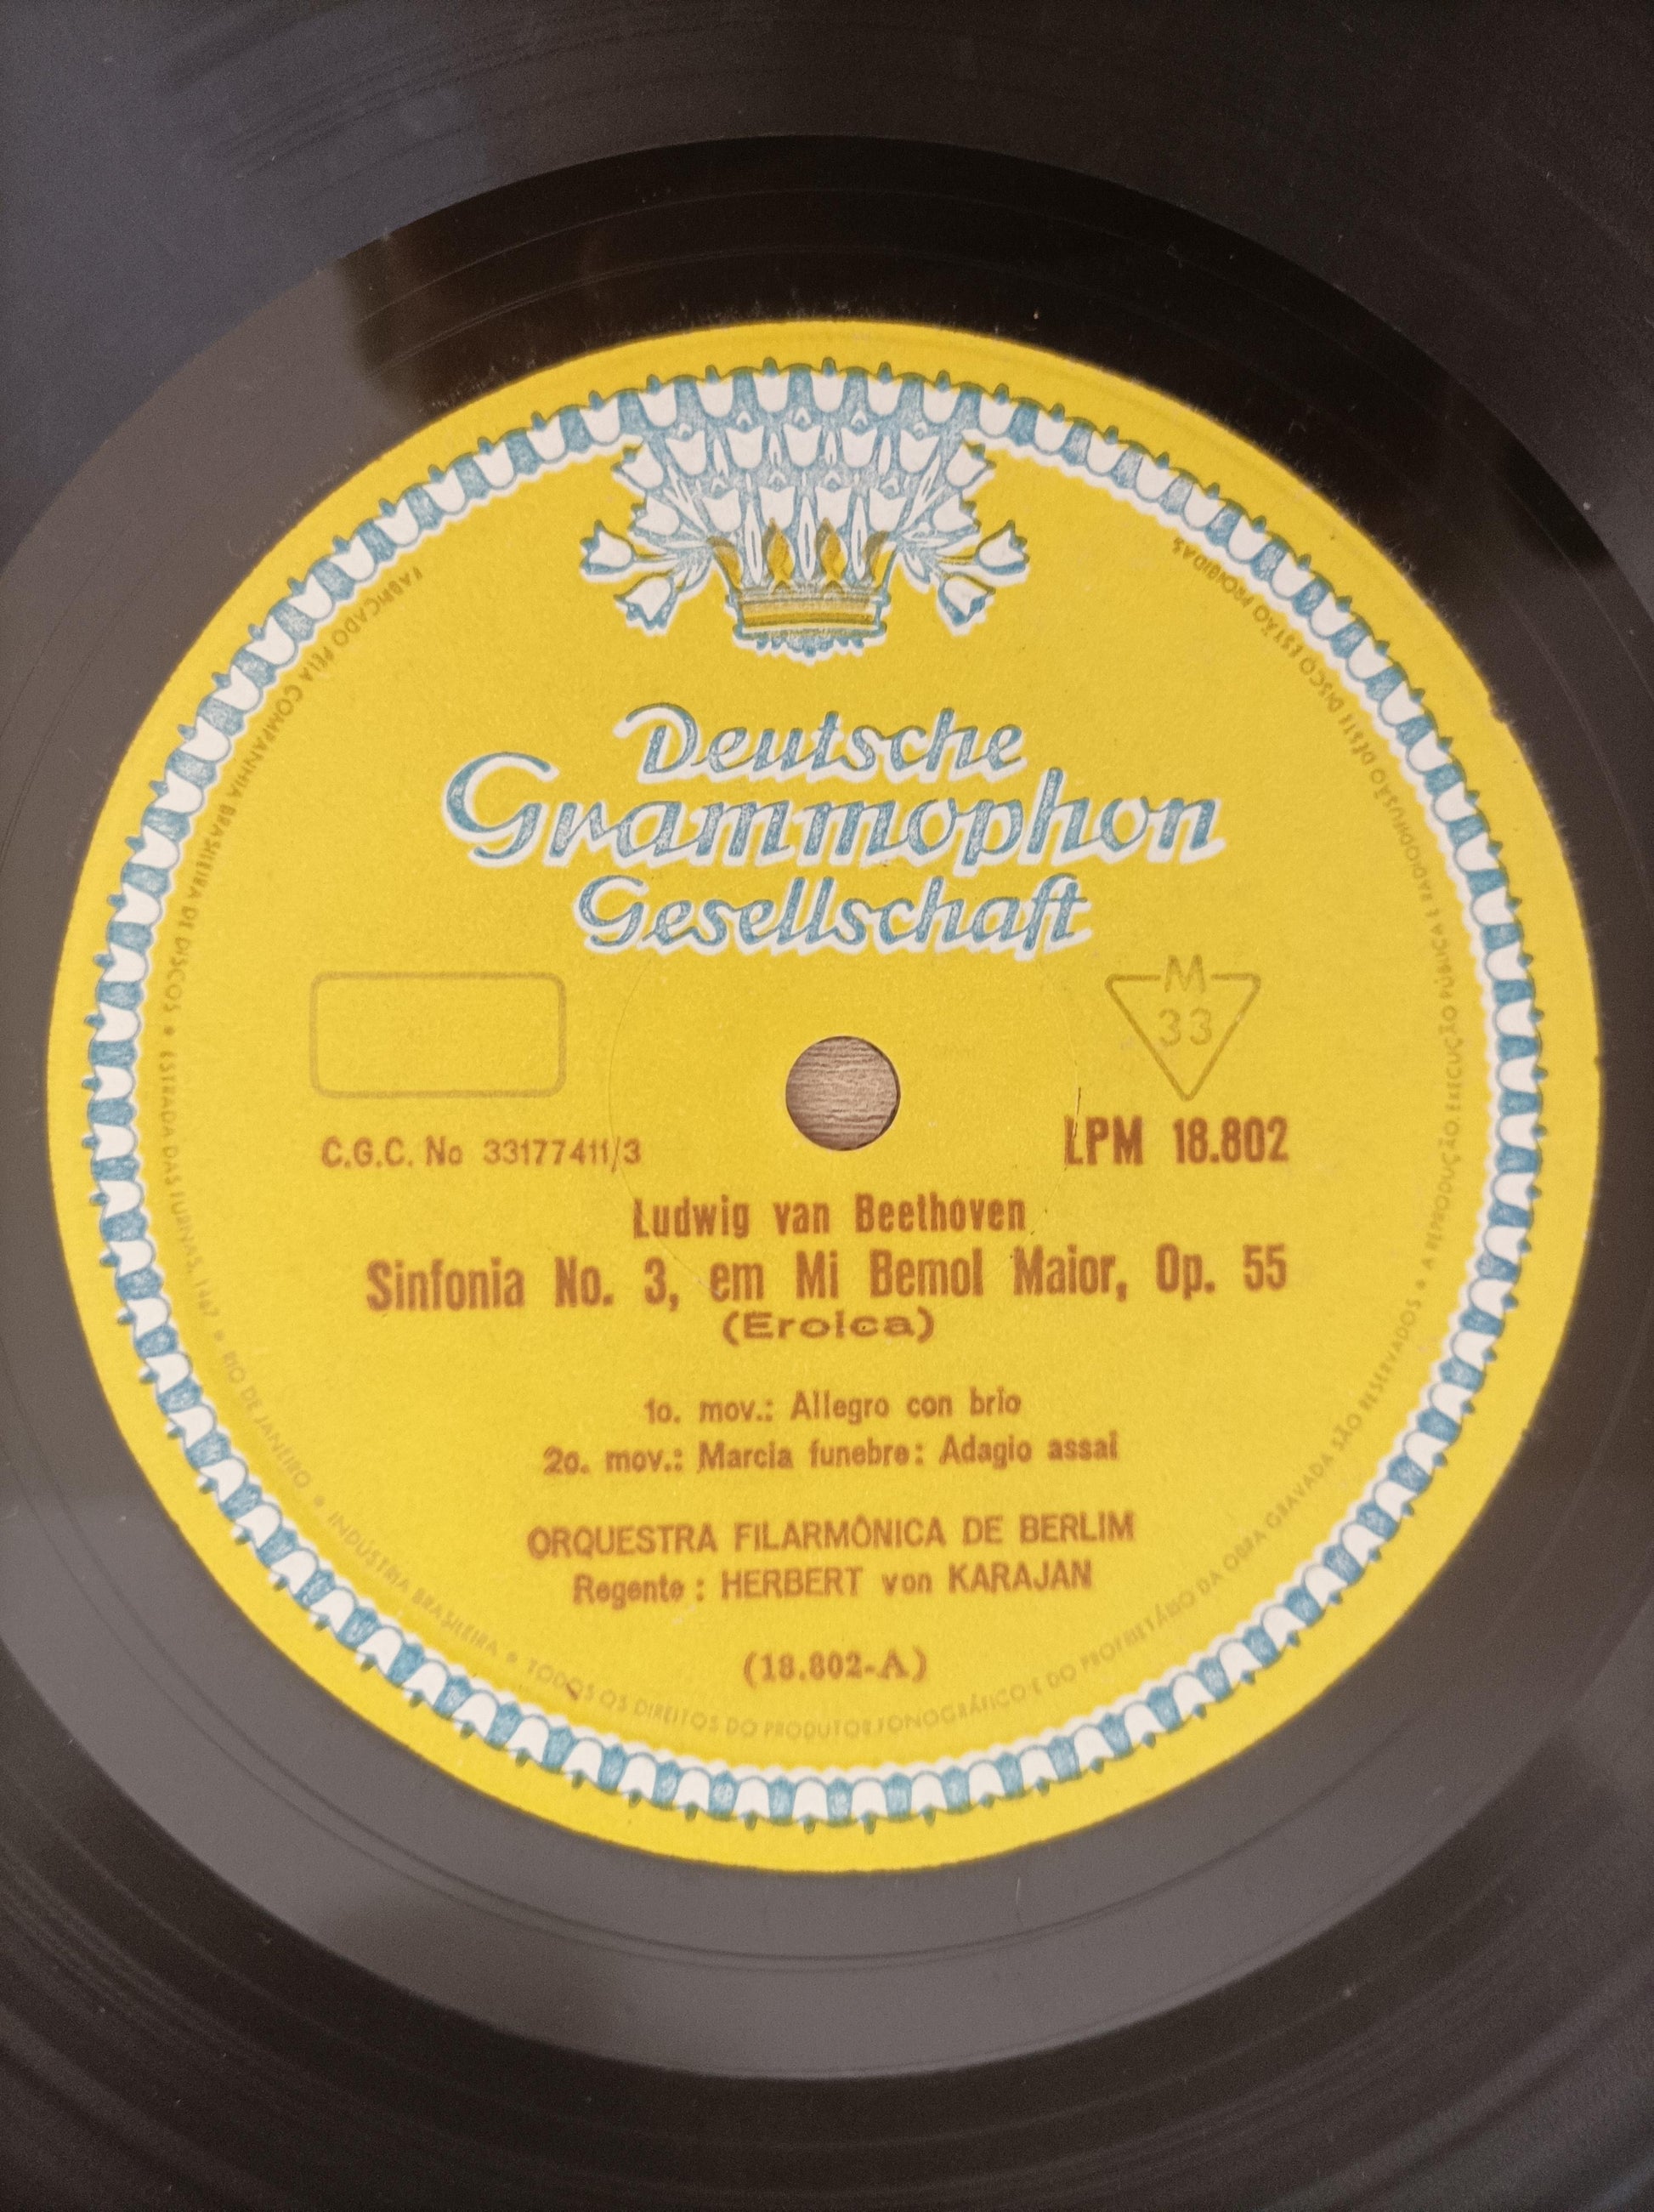 Deutsche
Grammophon
Gesellschaft
M
33
C.G.C. No 33177411/3
LPM 18.802
Ludwig van Beethoven
Sinfonia No. 3, em Mi Bemol Maior, Op. 55
(Eroica)
1o. mov.: Allegro con brio
2o. mov.: Marcia funebre: Adagio assai
ORQUESTRA FILARMÔNICA DE BERLIM
Regente: HERBERT von KARAJAN
(18.802-A)
FABRICADO PELA COMPANHIA BRASILEIRA DE DISCOS • ESTRADA DAS FURNAS, • RIO DE JANEIRO • INDÚSTRIA BRASILEIRA • TODOS OS DIREITOS DO PRODUTOR FONOGRÁFICO E DO PROPRIETÁRIO DA OBRA GRAVADA SÃO RESERVADOS • A REPRODUÇÃO, EXECUÇÃO PÚBLICA E RADIODIFUSÃO DESTE DISCO ESTÃO PROIBIDAS